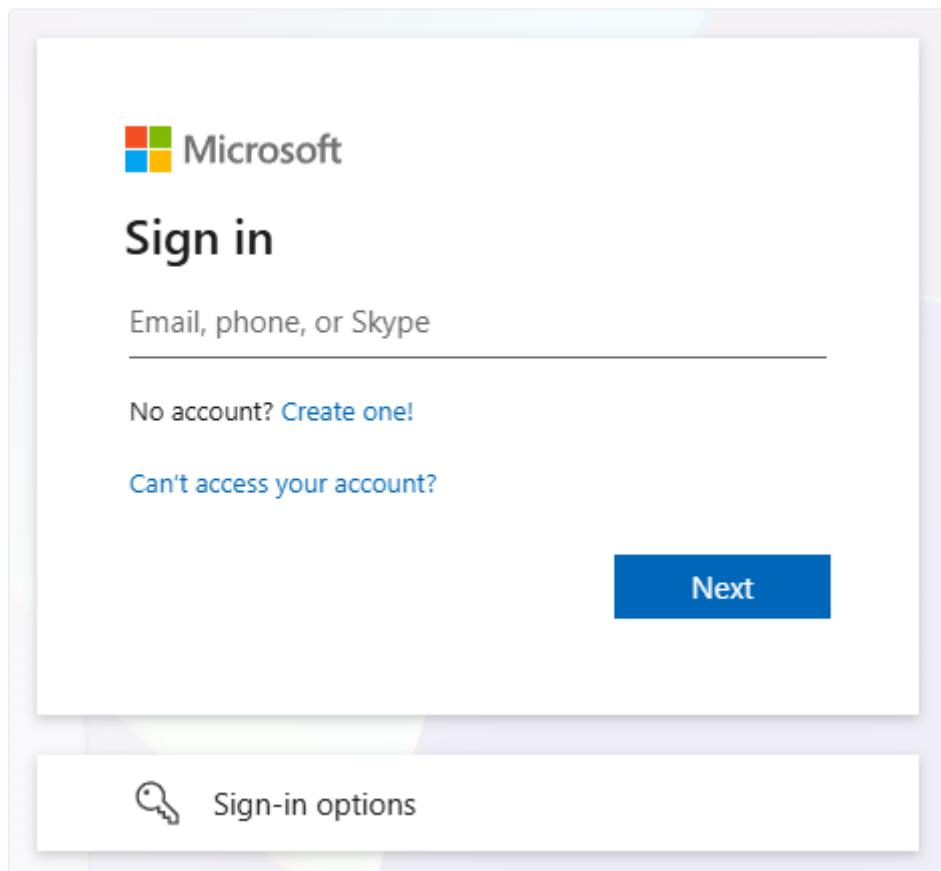 Microsoft
Sign in
Email, phone, or Skype
No account? Create one!
Can't access your account?
Next
Sign-in options